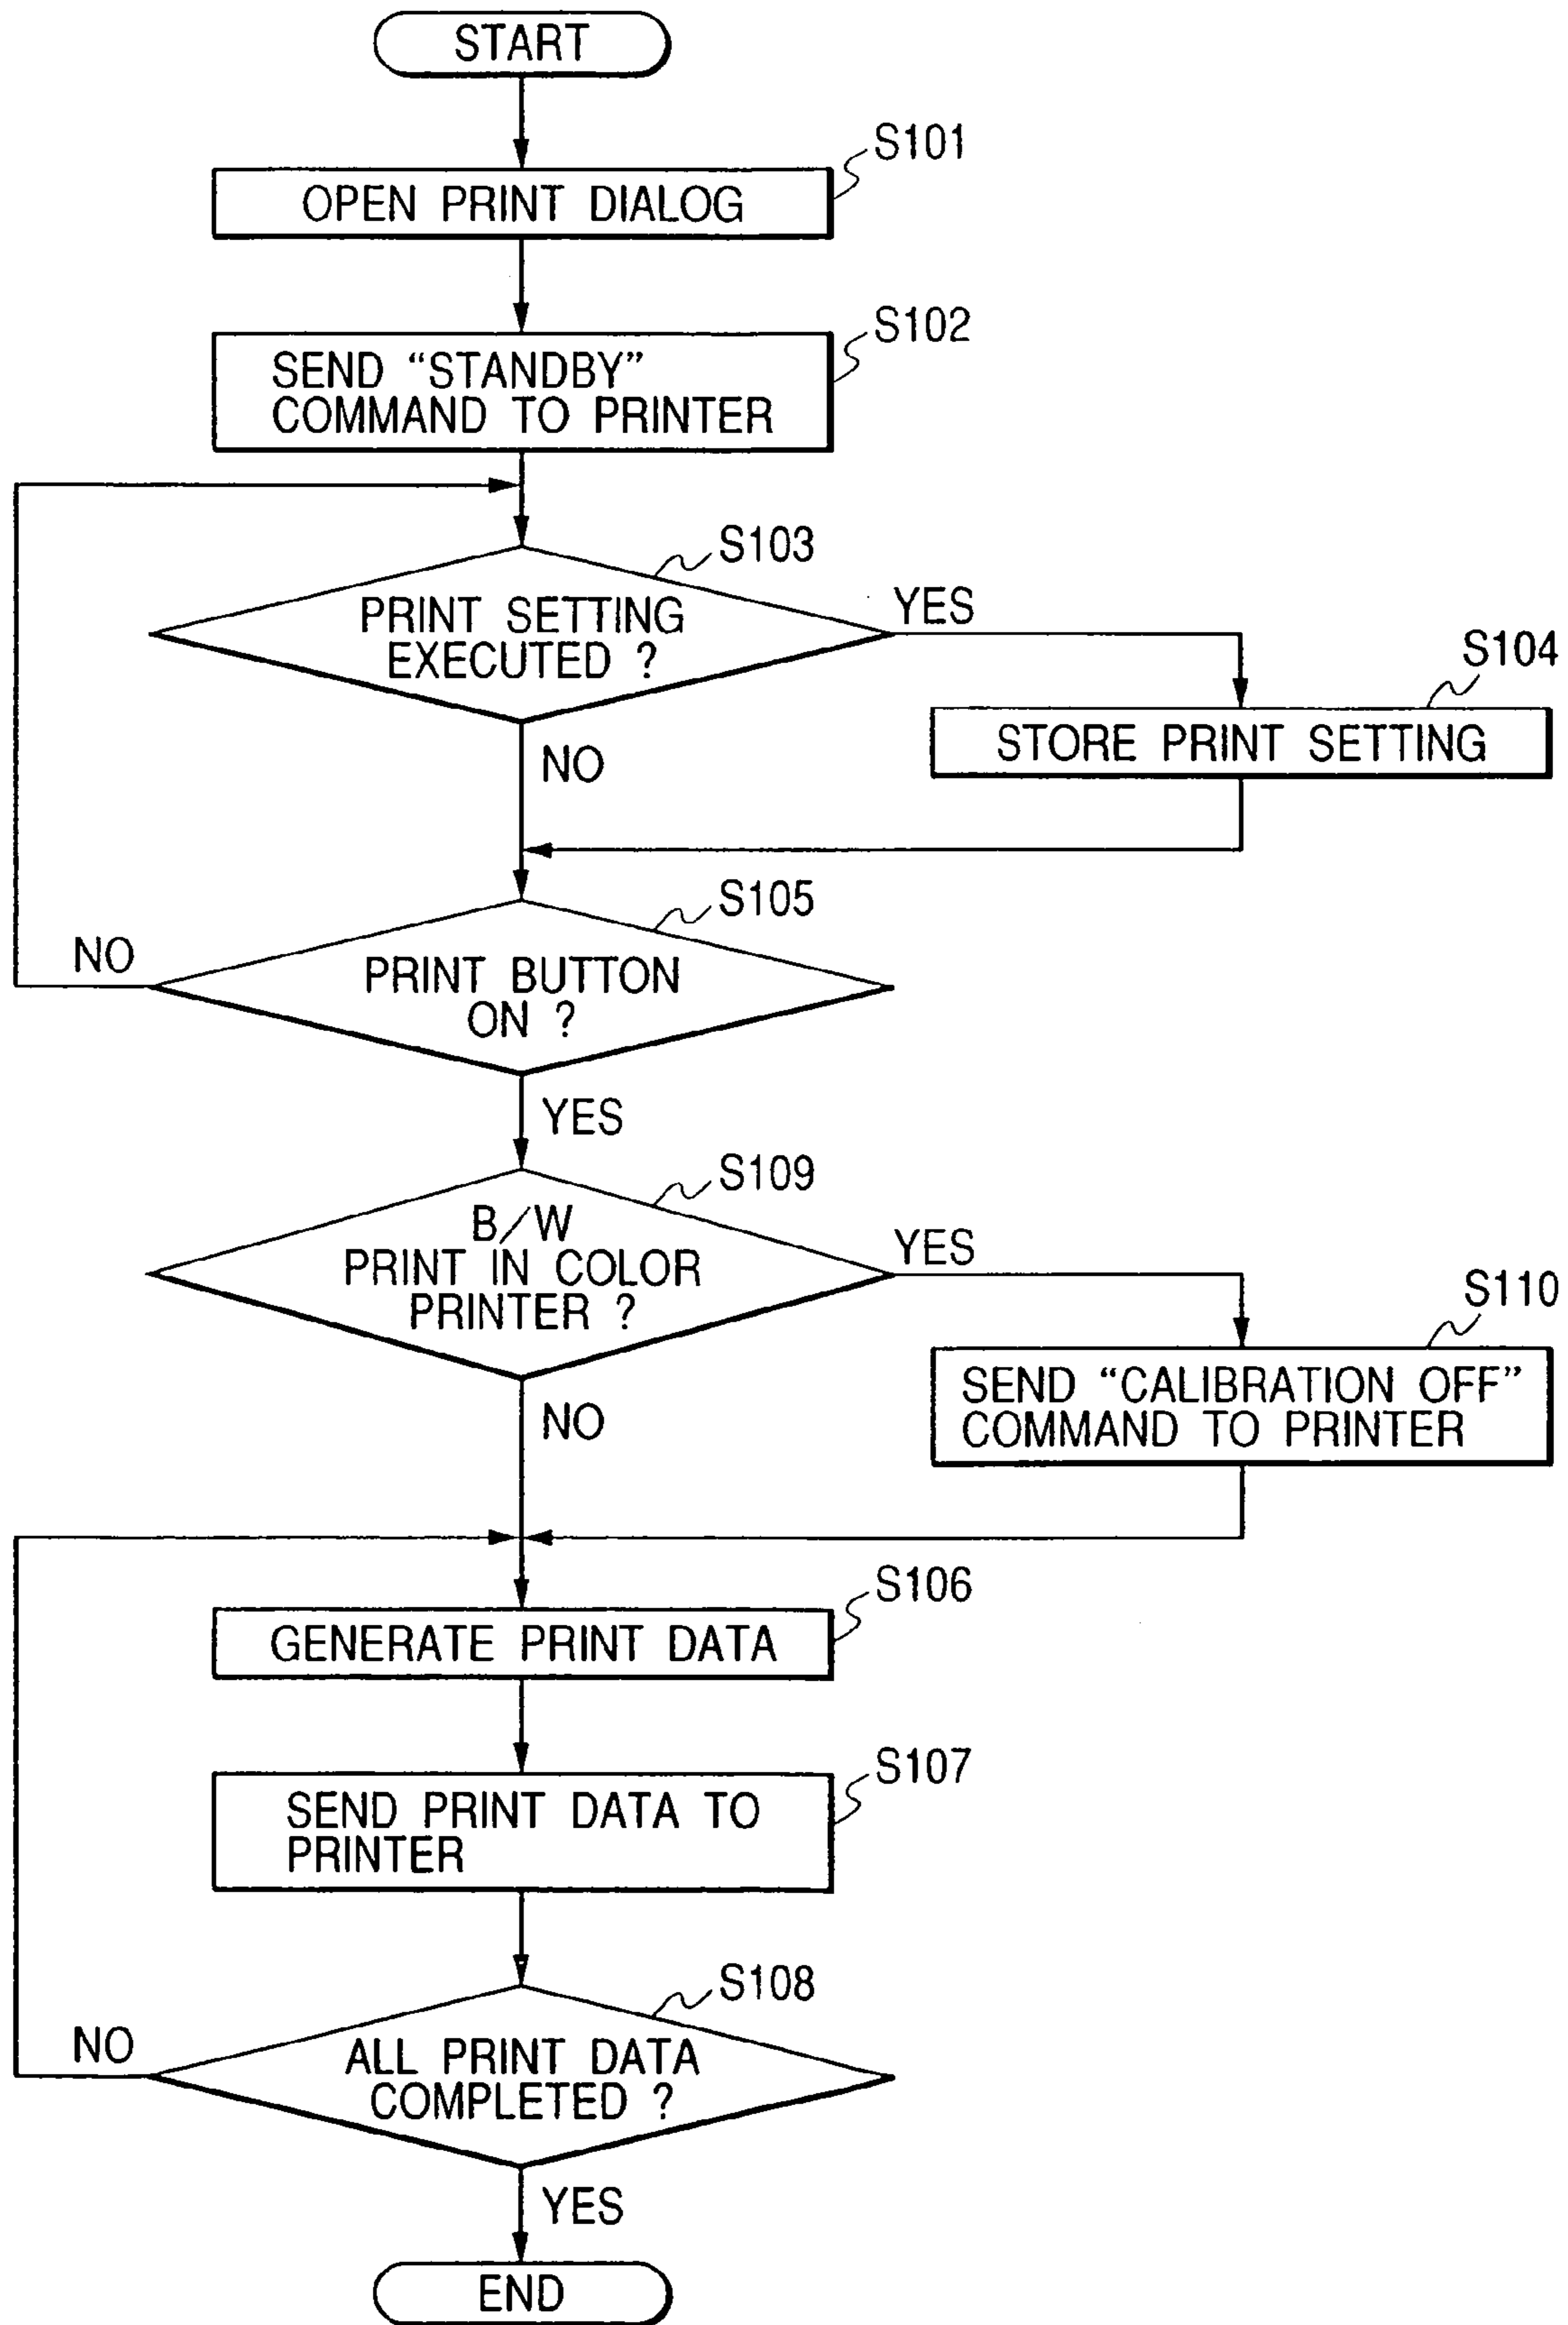 START
S101
OPEN PRINT DIALOG
S102
SEND “STANDBY”
COMMAND TO PRINTER
S103
PRINT SETTING
EXECUTED ?
YES
S104
STORE PRINT SETTING
NO
S105
NO
PRINT BUTTON
ON ?
YES
S109
B/W
PRINT IN COLOR
PRINTER ?
YES
S110
SEND “CALIBRATION OFF”
COMMAND TO PRINTER
NO
S106
GENERATE PRINT DATA
S107
SEND PRINT DATA TO
PRINTER
S108
NO
ALL PRINT DATA
COMPLETED ?
YES
END